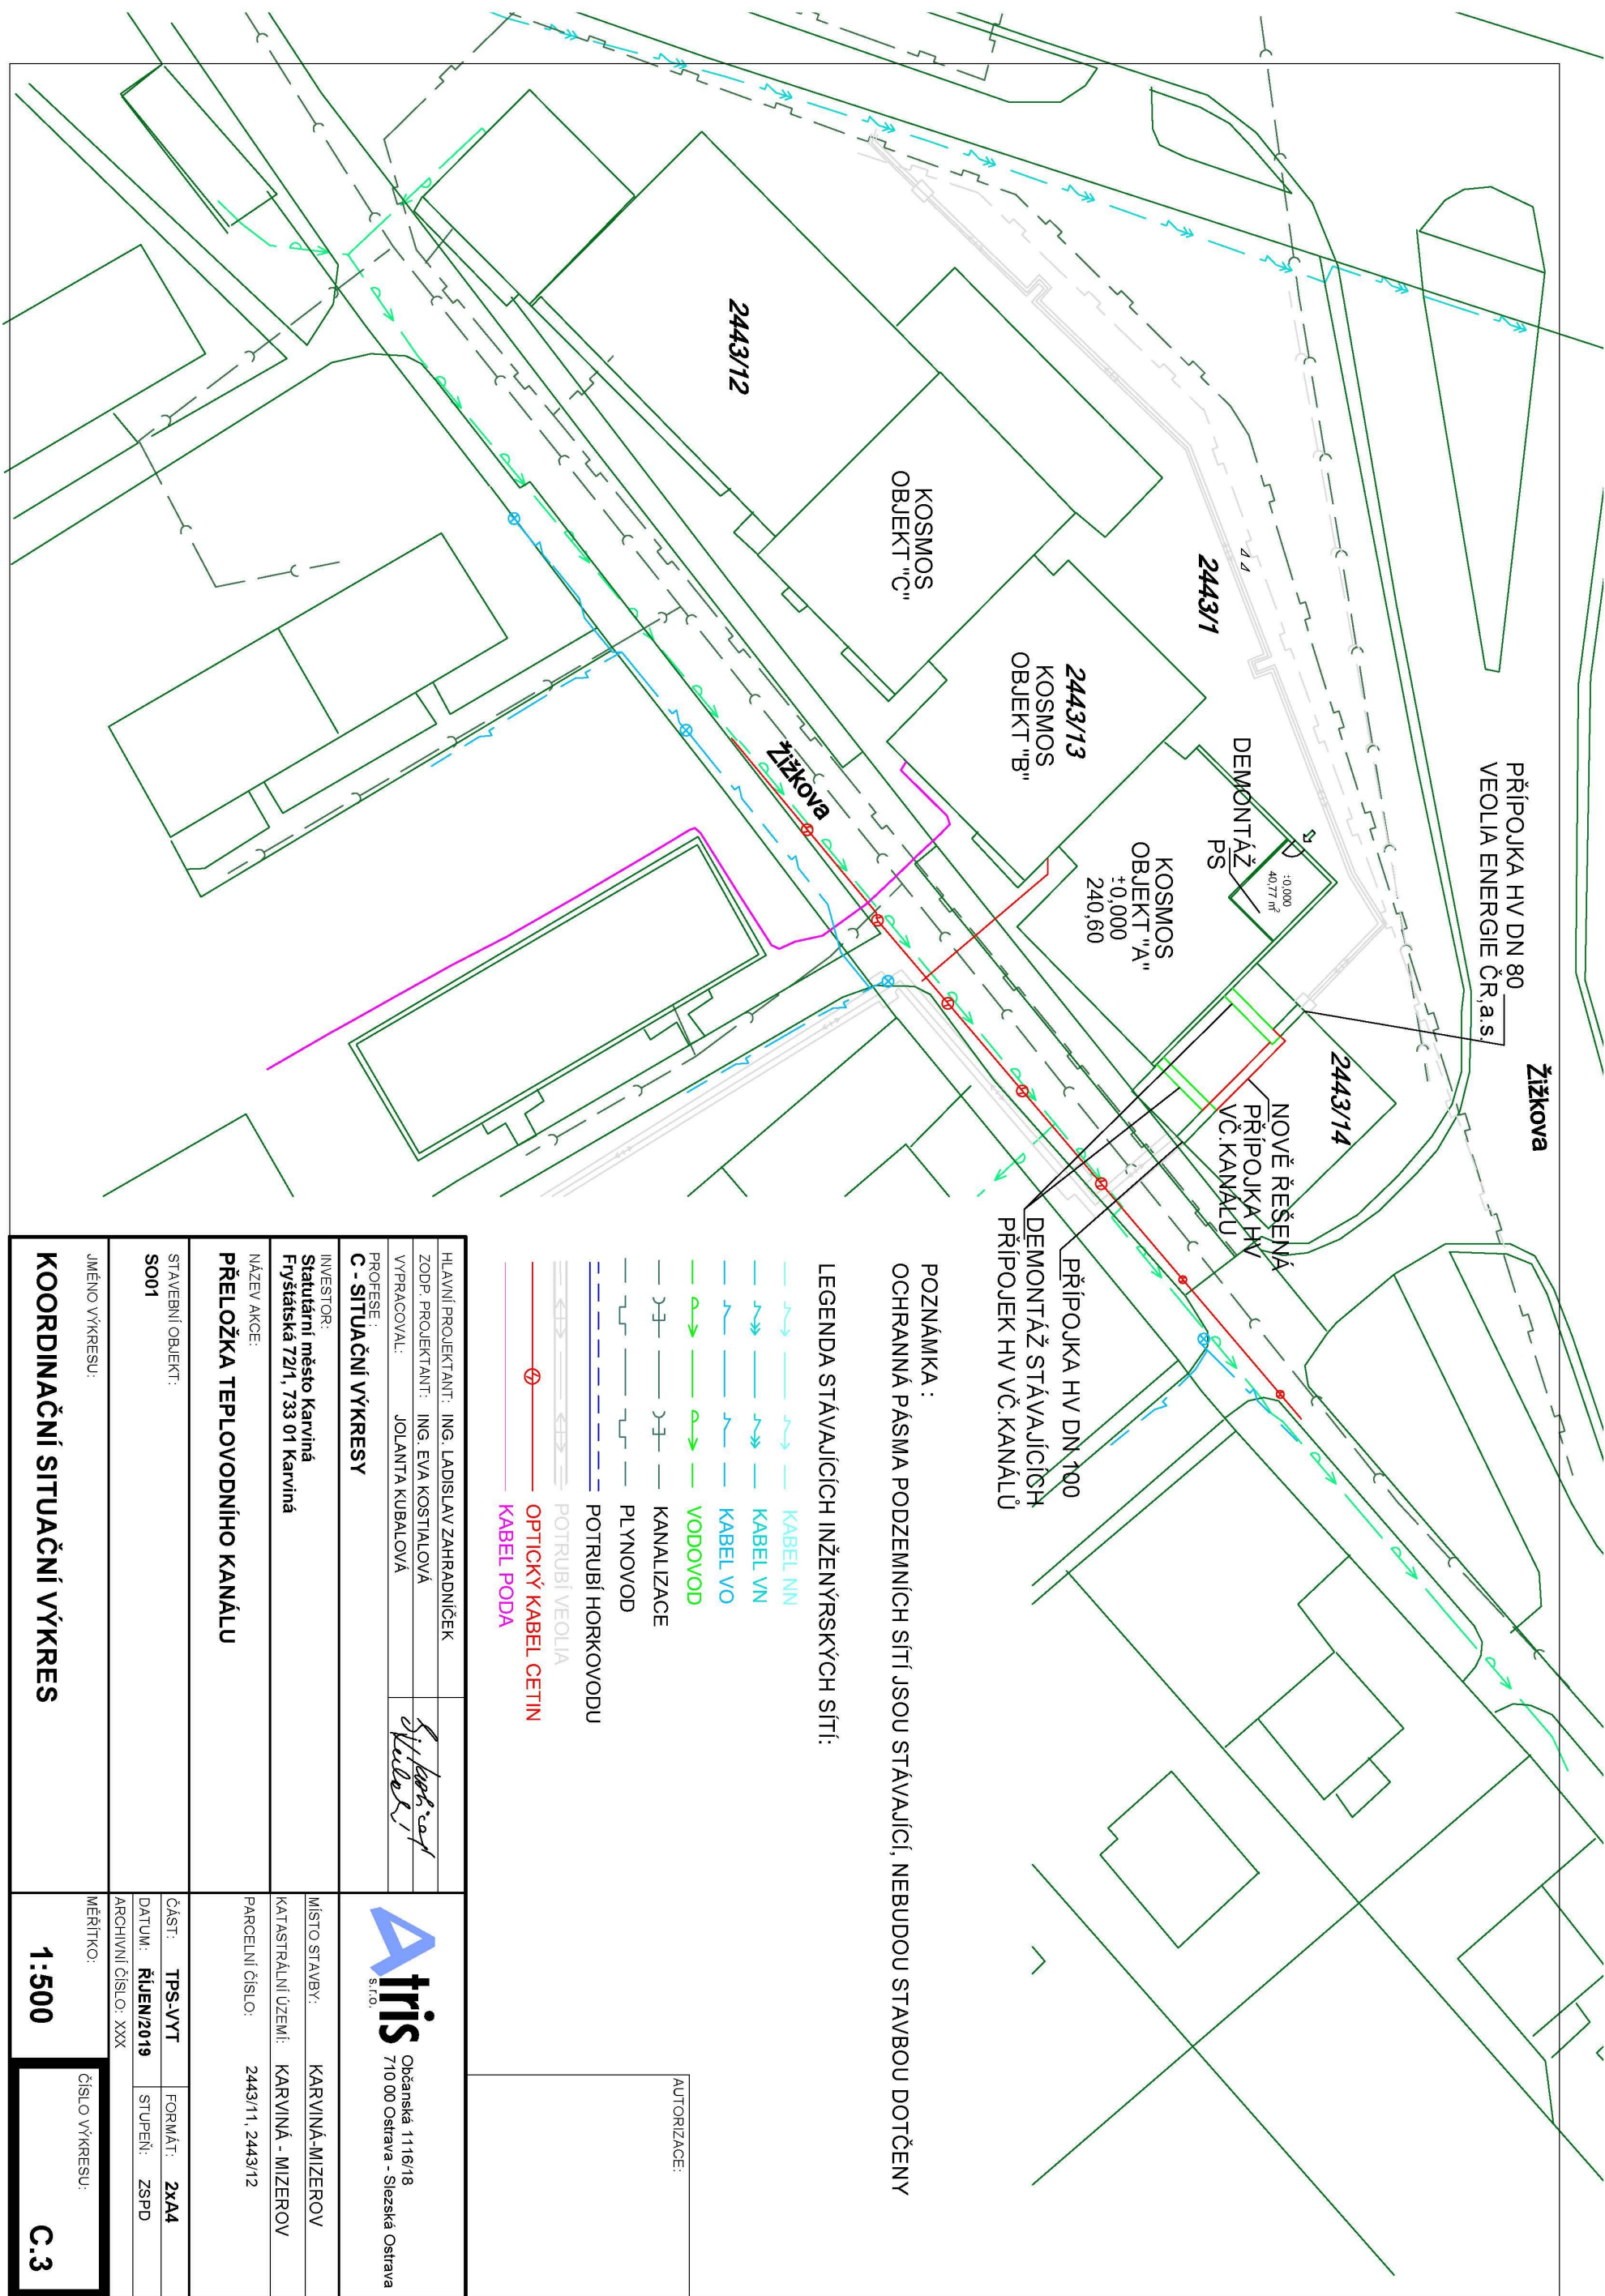 Žižkova
PŘÍPOJKA HV DN 80
VEOLIA ENERGIE ČR,a.s.
2443/1
2443/12
KOSMOS
OBJEKT "C"
2443/13
KOSMOS
OBJEKT "B"
DEMONTÁŽ
PS
±0,000
40,77 m²
KOSMOS
OBJEKT "A"
±0,000
240,60
2443/14
NOVĚ ŘEŠENÁ
PŘÍPOJKA HV
VČ.KANÁLU
Žižkova
PŘÍPOJKA HV DN 100
DEMONTÁŽ STÁVAJÍCÍCH
PŘÍPOJEK HV VČ.KANÁLŮ
POZNÁMKA :
OCHRANNÁ PÁSMA PODZEMNÍCH SÍTÍ JSOU STÁVAJÍCÍ, NEBUDOU STAVBOU DOTČENY
LEGENDA STÁVAJÍCÍCH INŽENÝRSKÝCH SÍTÍ:
KABEL NN
KABEL VN
KABEL VO
VODOVOD
KANALIZACE
PLYNOVOD
POTRUBÍ HORKOVODU
POTRUBÍ VEOLIA
OPTICKÝ KABEL CETIN
KABEL PODA
AUTORIZACE:
HLAVNÍ PROJEKTANT: ING. LADISLAV ZAHRADNÍČEK
ZODP. PROJEKTANT: ING. EVA KOSTIALOVÁ
VYPRACOVAL: JOLANTA KUBALOVÁ
PROFESE :
C - SITUAČNÍ VÝKRESY
Atris
s.r.o.
Občanská 1116/18
710 00 Ostrava - Slezská Ostrava
INVESTOR:
Statutární město Karviná
Fryštátská 72/1, 733 01 Karviná
MÍSTO STAVBY: KARVINÁ-MIZEROV
KATASTRÁLNÍ ÚZEMÍ: KARVINÁ - MIZEROV
NÁZEV AKCE:
PŘELOŽKA TEPLOVODNÍHO KANÁLU
PARCELNÍ ČÍSLO: 2443/11, 2443/12
STAVEBNÍ OBJEKT:
SO01
ČÁST: TPS-VYT
FORMÁT: 2xA4
DATUM: ŘÍJEN/2019
STUPEŇ: ZSPD
ARCHIVNÍ ČÍSLO: XXX
JMÉNO VÝKRESU:
KOORDINAČNÍ SITUAČNÍ VÝKRES
MĚŘÍTKO:
1:500
ČÍSLO VÝKRESU:
C.3